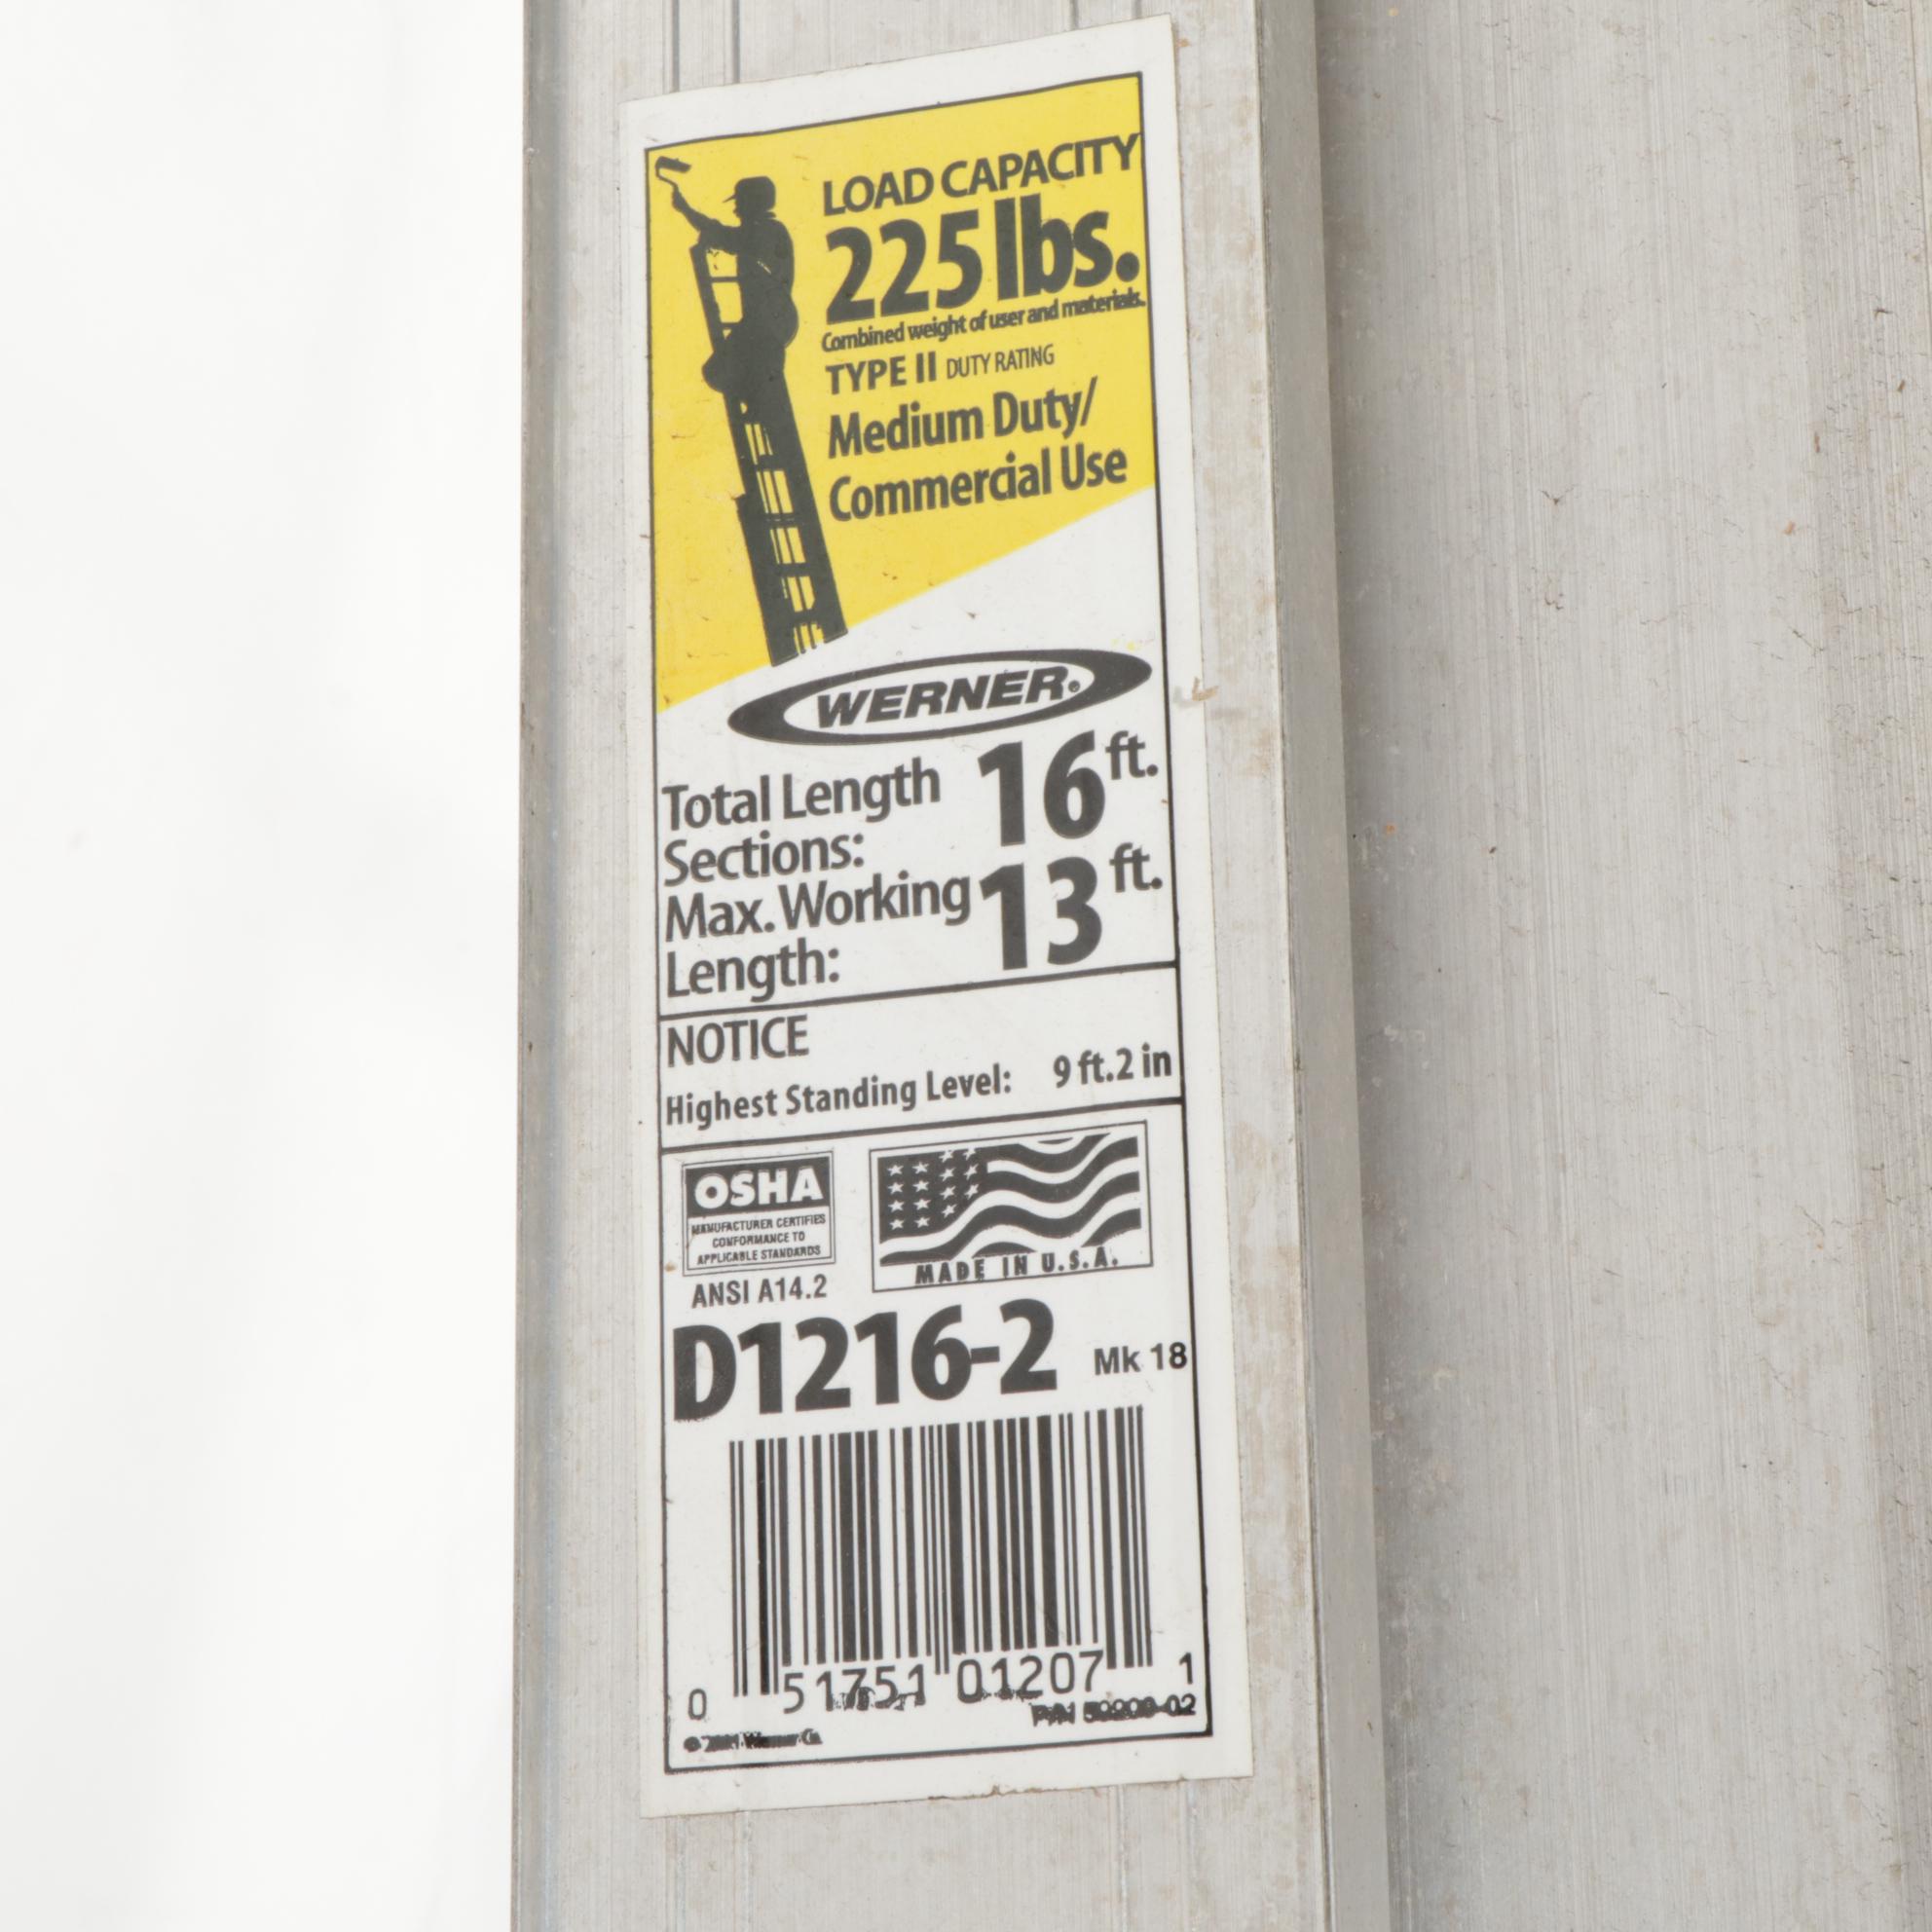 LOAD CAPACITY
225 lbs.
Combined weight of user and materials.
TYPE II DUTY RATING
Medium Duty/
Commercial Use
WERNER®
Total Length 16 ft.
Sections:
Max. Working 13 ft.
Length:
NOTICE
Highest Standing Level: 9 ft. 2 in
OSHA
MANUFACTURER CERTIFIES
CONFORMANCE TO
APPLICABLE STANDARDS
ANSI A14.2
MADE IN U.S.A.
D1216-2 Mk 18
0 51751 01207 1
P/N
© Werner Co.